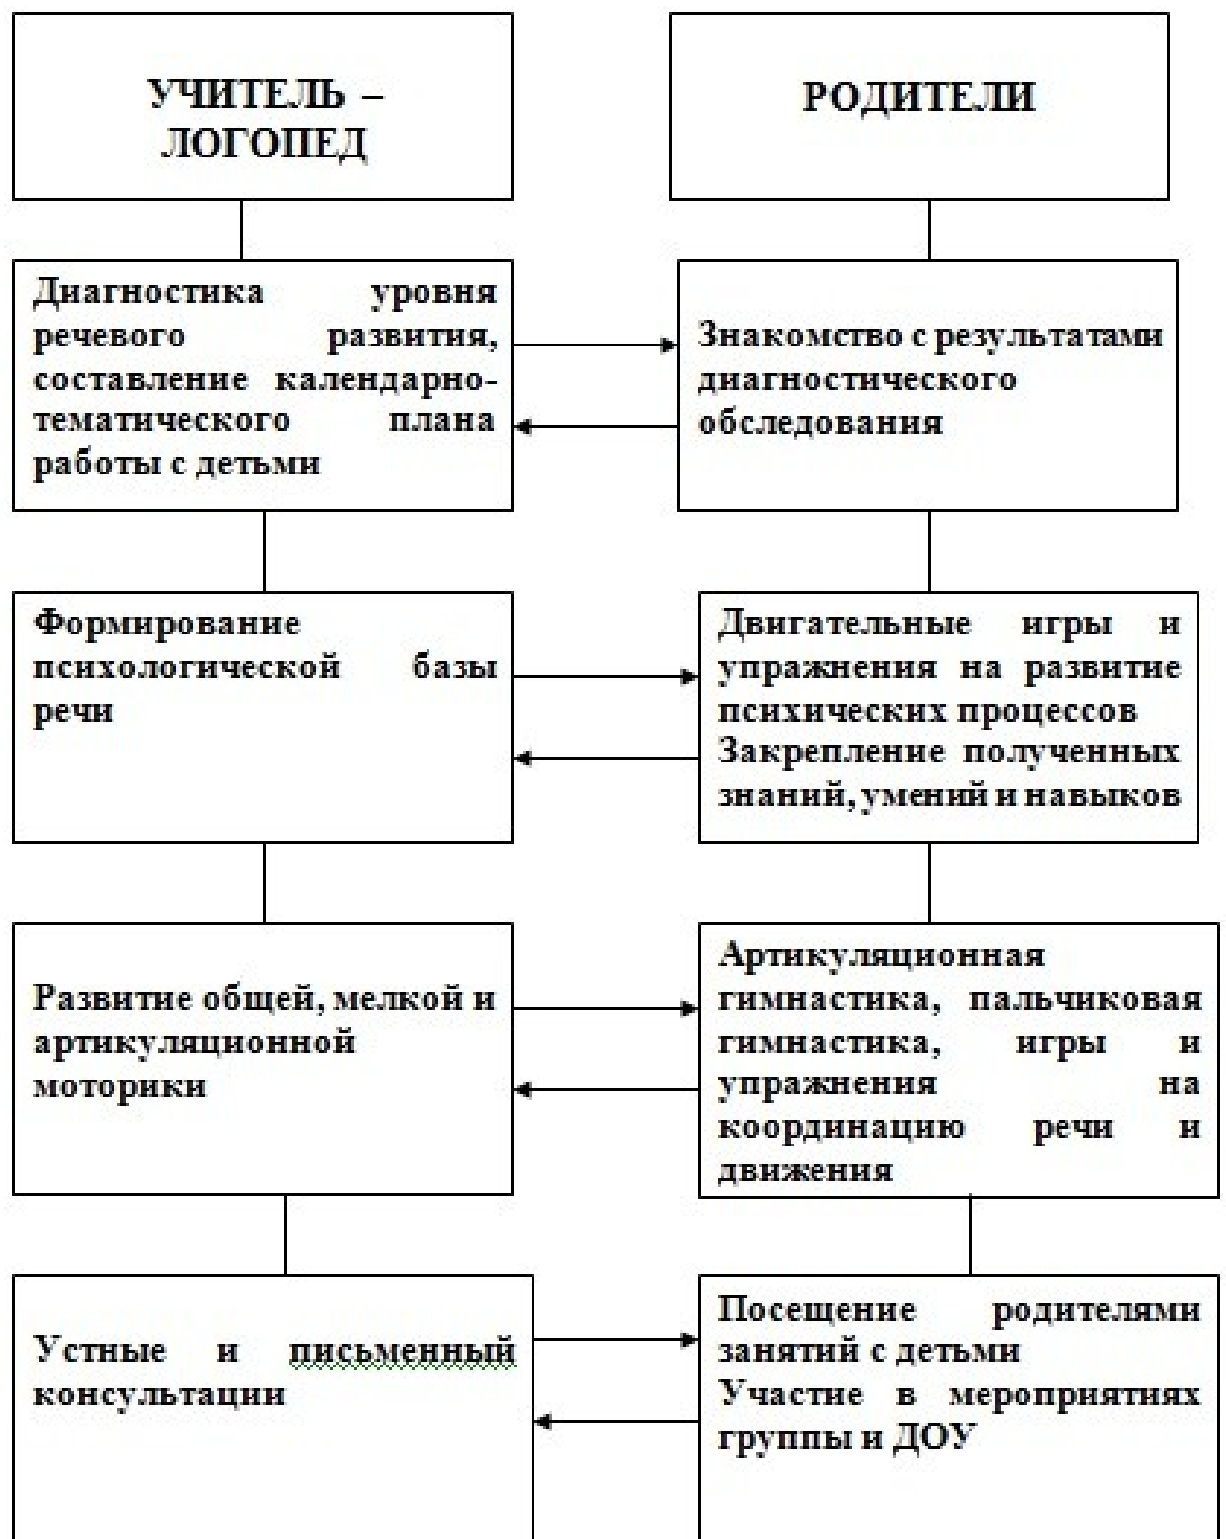 УЧИТЕЛЬ –
ЛОГОПЕД
РОДИТЕЛИ
Диагностика уровня
речевого развития,
составление календарно-
тематического плана
работы с детьми
Знакомство с результатами
диагностического
обследования
Формирование
психологической базы
речи
Двигательные игры и
упражнения на развитие
психических процессов
Закрепление полученных
знаний, умений и навыков
Развитие общей, мелкой и
артикуляционной
моторики
Артикуляционная
гимнастика, пальчиковая
гимнастика, игры и
упражнения на
координацию речи и
движения
Устные и письменный
консультации
Посещение родителями
занятий с детьми
Участие в мероприятиях
группы и ДОУ